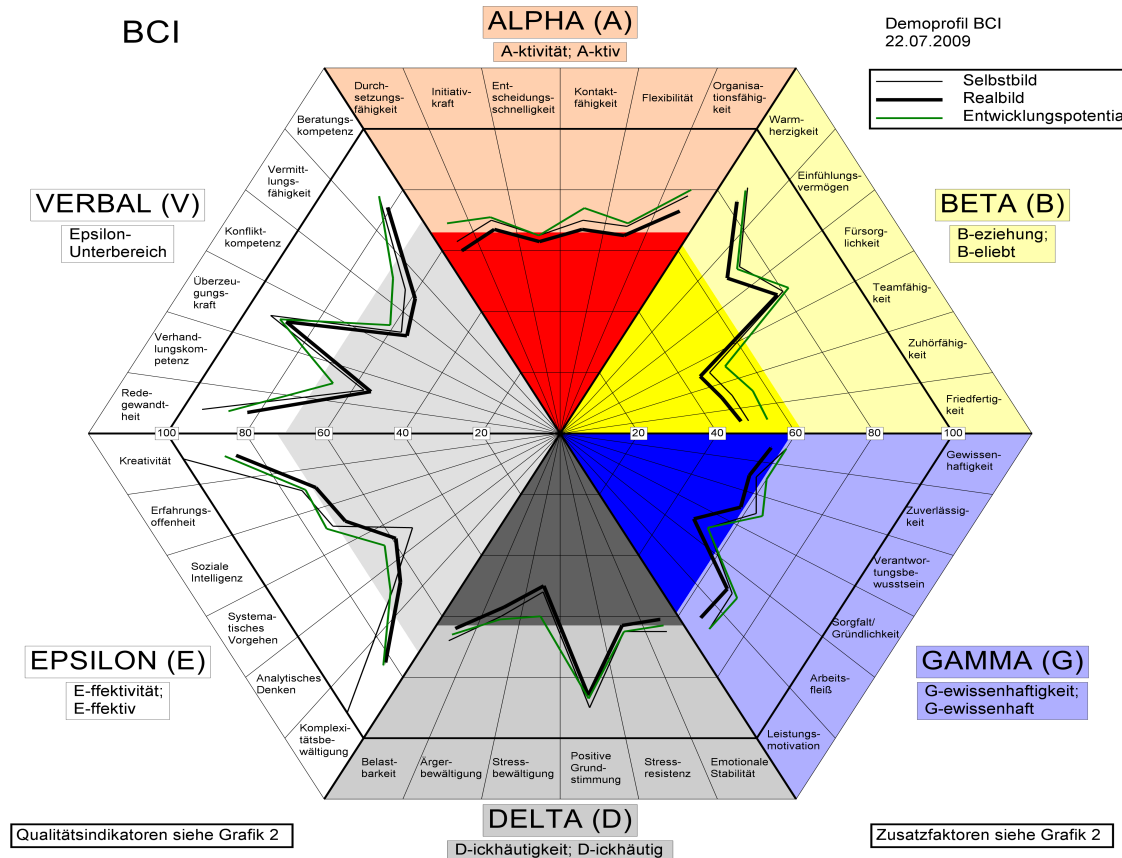 BCI
ALPHA (A)
A-ktivität; A-ktiv
Demoprofil BCI
22.07.2009
Selbstbild
Realbild
Entwicklungspotentia
Durch-
setzungs-
fähigkeit
Initiativ-
kraft
Ent-
scheidungs-
schnelligkeit
Kontakt-
fähigkeit
Flexibilität
Organisa-
tionsfähig-
keit
Beratungs-
kompetenz
Vermitt-
lungs-
fähigkeit
Konflikt-
kompetenz
Überzeu-
gungs-
kraft
Verhand-
lungskom-
petenz
Rede-
gewandt-
heit
VERBAL (V)
Epsilon-
Unterbereich
Warm-
herzigkeit
Einfühlungs-
vermögen
Fürsorg-
lichkeit
Teamfähig-
keit
Zuhörfähig-
keit
Friedfertig-
keit
BETA (B)
B-eziehung;
B-eliebt
100
80
60
40
20
20
40
60
80
100
Kreativität
Erfahrungs-
offenheit
Soziale
Intelligenz
Systema-
tisches
Vorgehen
Analytisches
Denken
Komplexi-
tätsbe-
wältigung
EPSILON (E)
E-ffektivität;
E-ffektiv
Gewissen-
haftigkeit
Zuverlässig-
keit
Verantwor-
tungsbe-
wusstsein
Sorgfalt/
Gründlichkeit
Arbeits-
fleiß
Leistungs-
motivation
GAMMA (G)
G-ewissenhaftigkeit;
G-ewissenhaft
Belast-
barkeit
Ärger-
bewältigung
Stress-
bewältigung
Positive
Grund-
stimmung
Stress-
resistenz
Emotionale
Stabilität
DELTA (D)
D-ickhäutigkeit; D-ickhäutig
Qualitätsindikatoren siehe Grafik 2
Zusatzfaktoren siehe Grafik 2